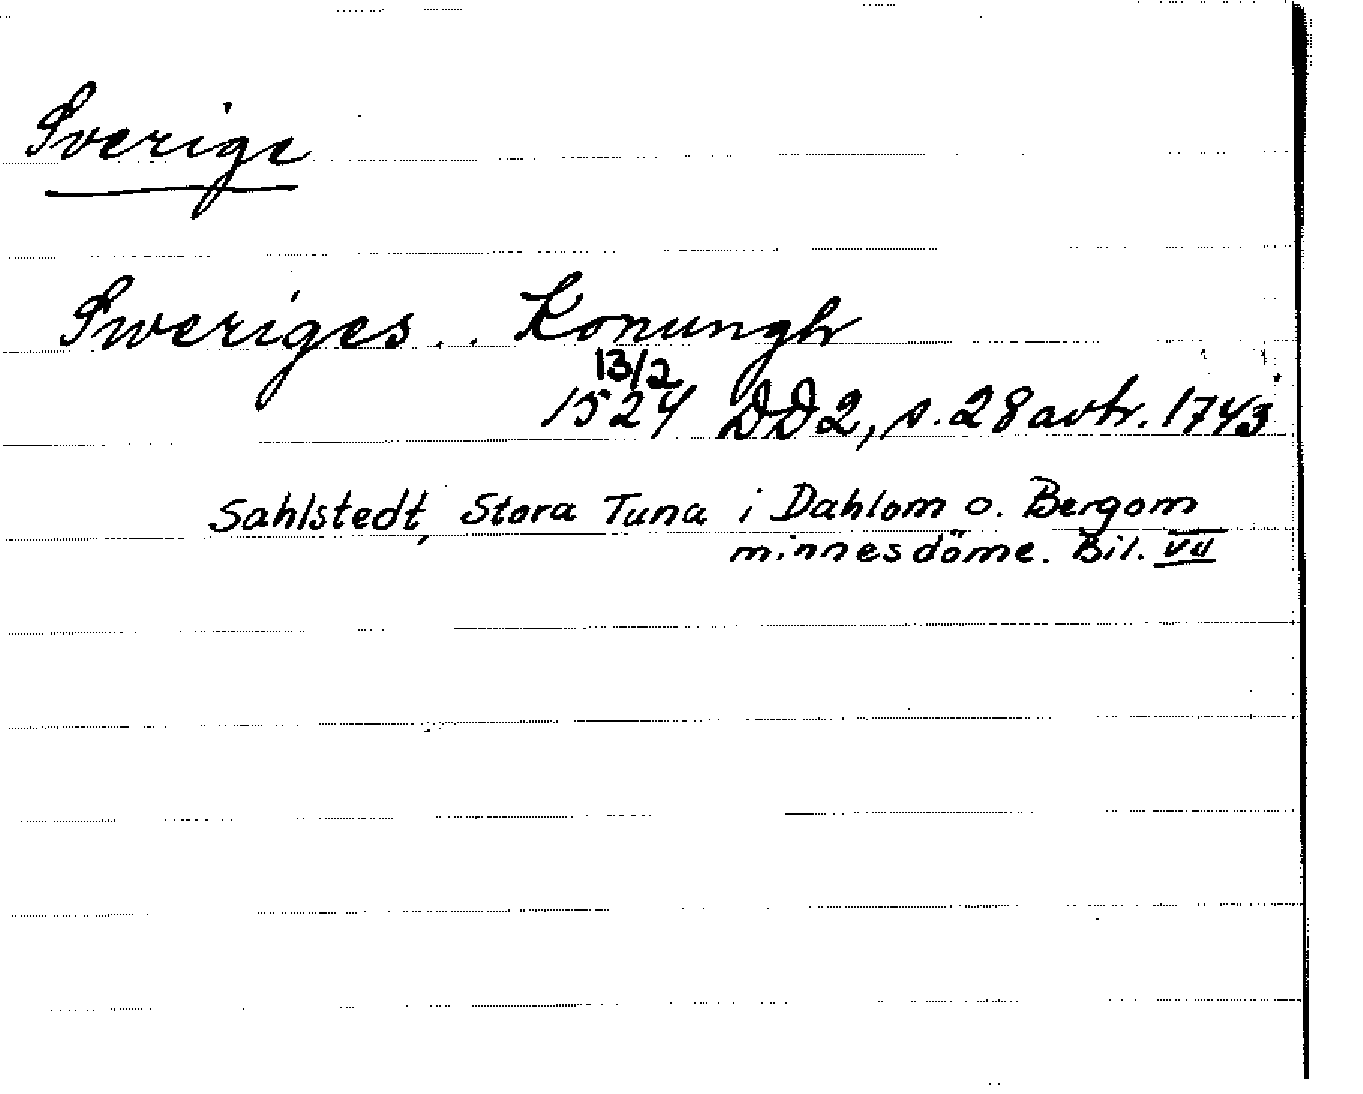 Sverige
Sweriges.. Konungh
13/2
1524 DD2, s. 28 avtr. 1743
Sahlstedt, Stora Tuna i Dahlom o. Bergom
minnesdöme. Bil. VII